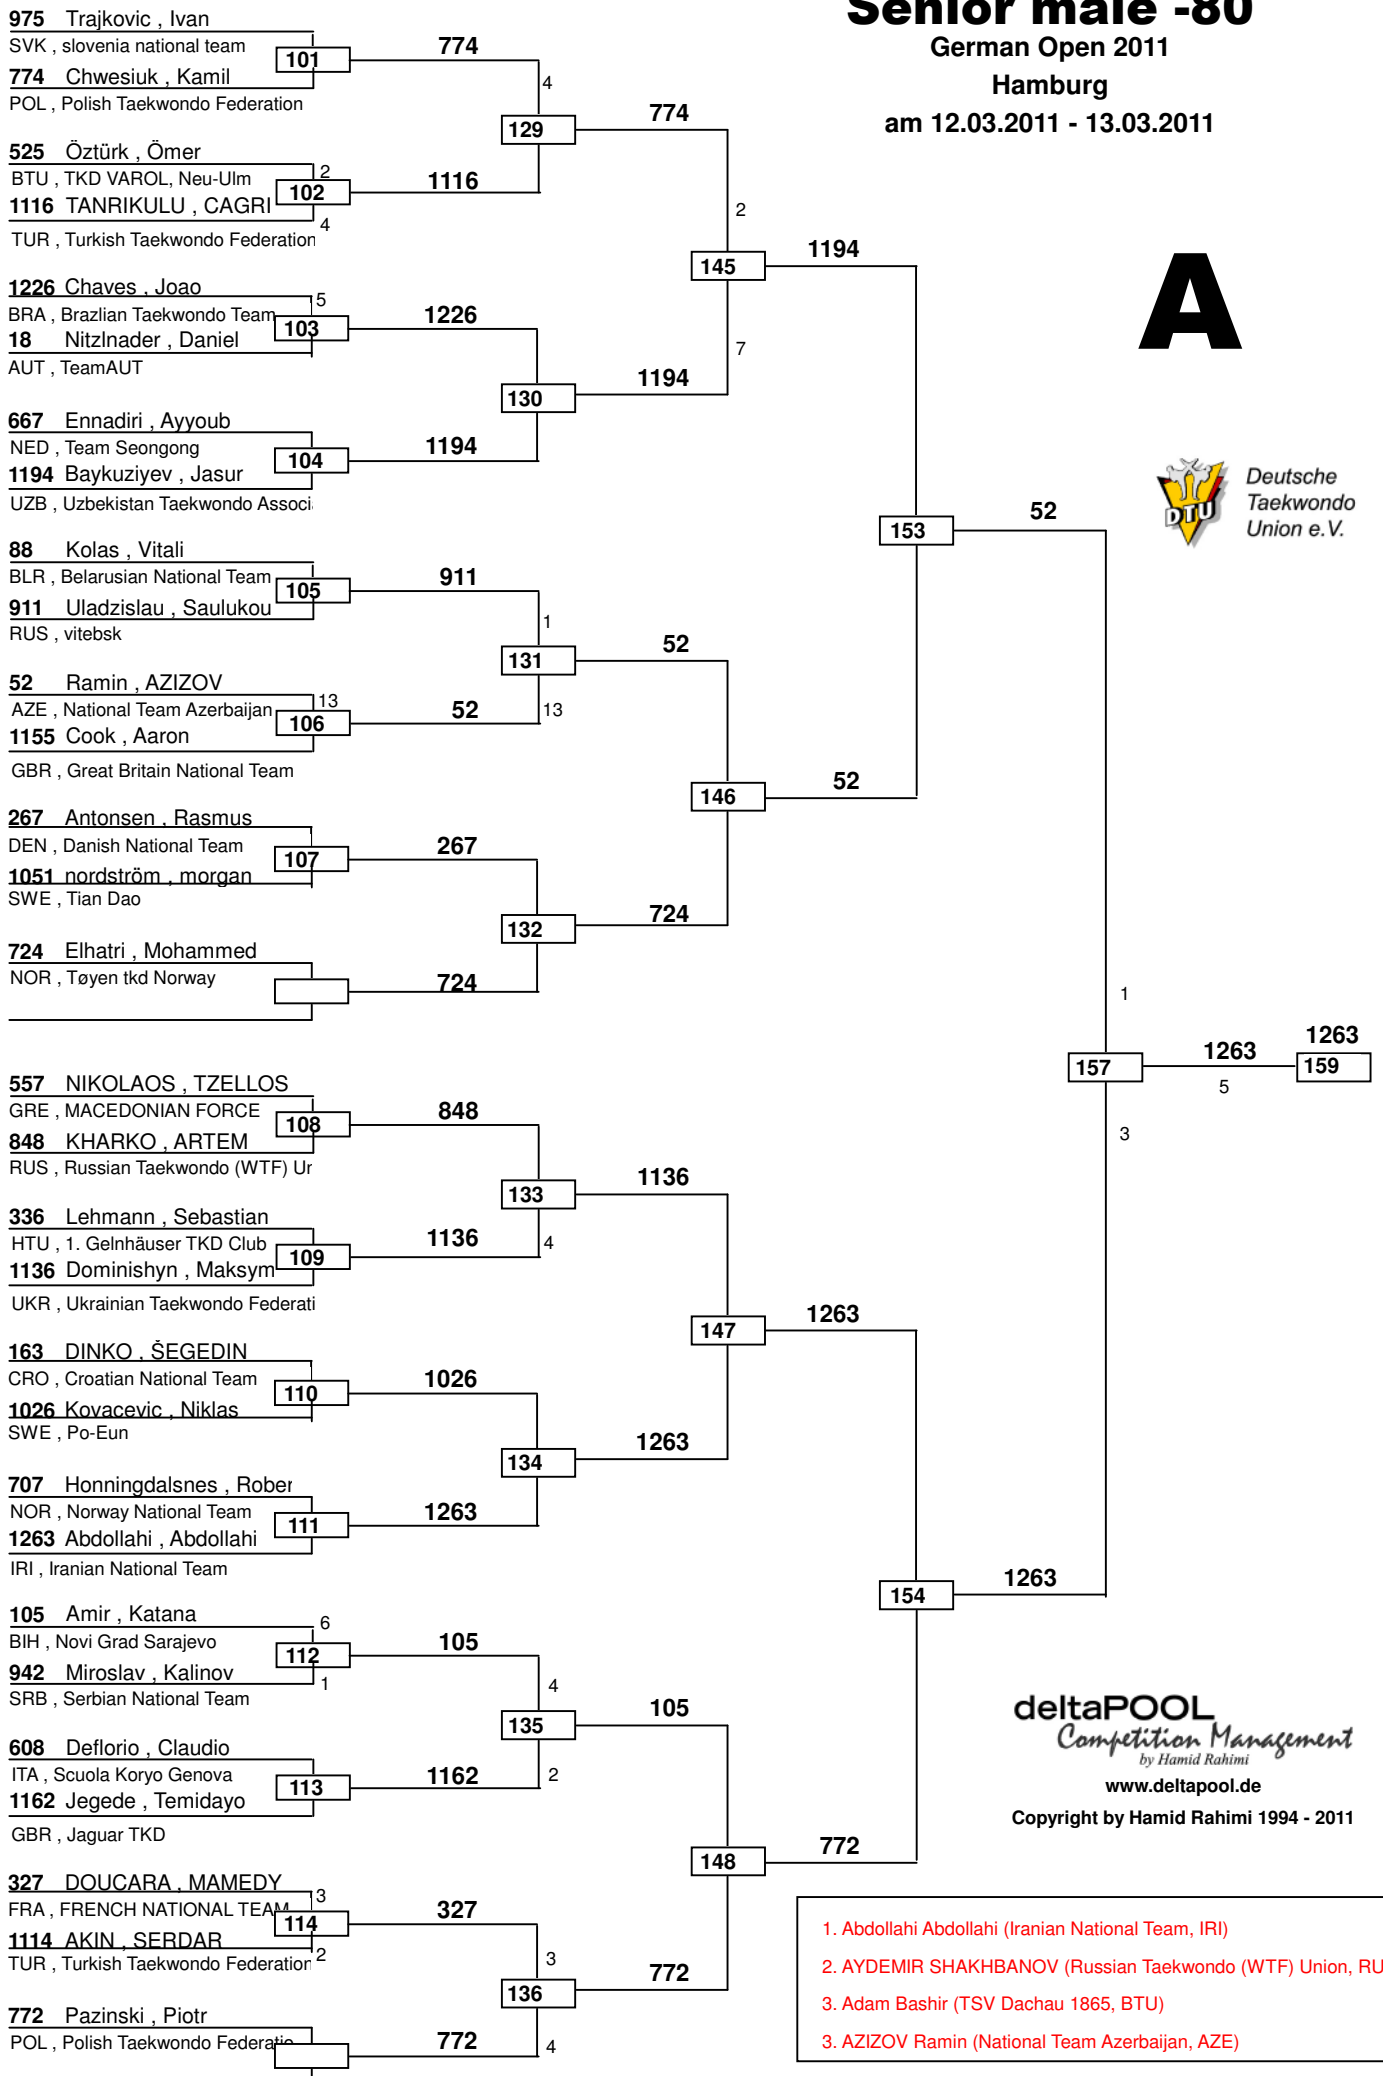 Senior male -80
German Open 2011
Hamburg
am 12.03.2011 - 13.03.2011
A
Deutsche
Taekwondo
Union e.V.
DTU
975 Trajkovic , Ivan
SVK , slovenia national team
101
774 Chwesiuk , Kamil
POL , Polish Taekwondo Federation
774
4
129
774
525 Öztürk , Ömer
2
BTU , TKD VAROL, Neu-Ulm
102
1116 TANRIKULU , CAGRI
4
TUR , Turkish Taekwondo Federation
1116
2
145
1194
7
1226 Chaves , Joao
5
BRA , Brazlian Taekwondo Team
103
18 Nitzlnader , Daniel
AUT , TeamAUT
1226
130
1194
667 Ennadiri , Ayyoub
NED , Team Seongong
104
1194 Baykuziyev , Jasur
UZB , Uzbekistan Taekwondo Associ
1194
153
52
88 Kolas , Vitali
BLR , Belarusian National Team
105
911 Uladzislau , Saulukou
RUS , vitebsk
911
1
131
52
13
52 Ramin , AZIZOV
13
AZE , National Team Azerbaijan
106
1155 Cook , Aaron
GBR , Great Britain National Team
52
146
52
267 Antonsen , Rasmus
DEN , Danish National Team
107
1051 nordström , morgan
SWE , Tian Dao
267
132
724
724 Elhatri , Mohammed
NOR , Tøyen tkd Norway
724
1
157
1263
5
1263
159
3
557 NIKOLAOS , TZELLOS
GRE , MACEDONIAN FORCE
108
848 KHARKO , ARTEM
RUS , Russian Taekwondo (WTF) Ur
848
133
1136
4
336 Lehmann , Sebastian
HTU , 1. Gelnhäuser TKD Club
109
1136 Dominishyn , Maksym
UKR , Ukrainian Taekwondo Federati
1136
147
1263
163 DINKO , ŠEGEDIN
CRO , Croatian National Team
110
1026 Kovacevic , Niklas
SWE , Po-Eun
1026
134
1263
707 Honningdalsnes , Rober
NOR , Norway National Team
111
1263 Abdollahi , Abdollahi
IRI , Iranian National Team
1263
154
1263
105 Amir , Katana
6
BIH , Novi Grad Sarajevo
112
942 Miroslav , Kalinov
1
SRB , Serbian National Team
105
4
135
105
2
608 Deflorio , Claudio
ITA , Scuola Koryo Genova
113
1162 Jegede , Temidayo
GBR , Jaguar TKD
1162
148
772
327 DOUCARA , MAMEDY
3
FRA , FRENCH NATIONAL TEAM
114
1114 AKIN , SERDAR
2
TUR , Turkish Taekwondo Federation
327
3
136
772
4
772 Pazinski , Piotr
POL , Polish Taekwondo Federatio
772
deltaPOOL
Competition Management
by Hamid Rahimi
www.deltapool.de
Copyright by Hamid Rahimi 1994 - 2011
1. Abdollahi Abdollahi (Iranian National Team, IRI)
2. AYDEMIR SHAKHBANOV (Russian Taekwondo (WTF) Union, RU
3. Adam Bashir (TSV Dachau 1865, BTU)
3. AZIZOV Ramin (National Team Azerbaijan, AZE)